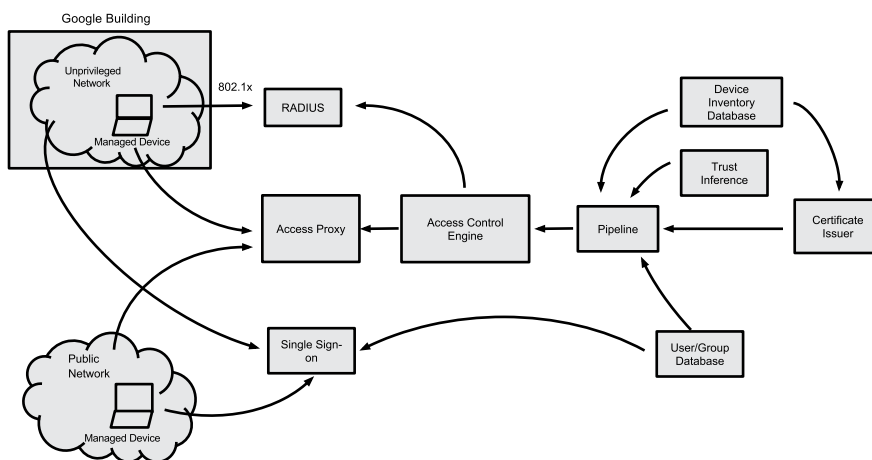 Google Building
Unprivileged
Network
802.1x
Managed Device
RADIUS
Device
Inventory
Database
Trust
Inference
Access Proxy
Access Control
Engine
Pipeline
Certificate
Issuer
Single Sign-
on
User/Group
Database
Public
Network
Managed Device